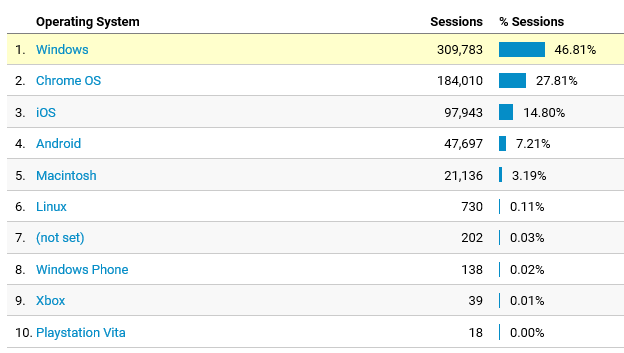 Operating System Sessions % Sessions
1. Windows 309,783 46.81%
2. Chrome OS 184,010 27.81%
3. iOS 97,943 14.80%
4. Android 47,697 7.21%
5. Macintosh 21,136 3.19%
6. Linux 730 0.11%
7. (not set) 202 0.03%
8. Windows Phone 138 0.02%
9. Xbox 39 0.01%
10. Playstation Vita 18 0.00%